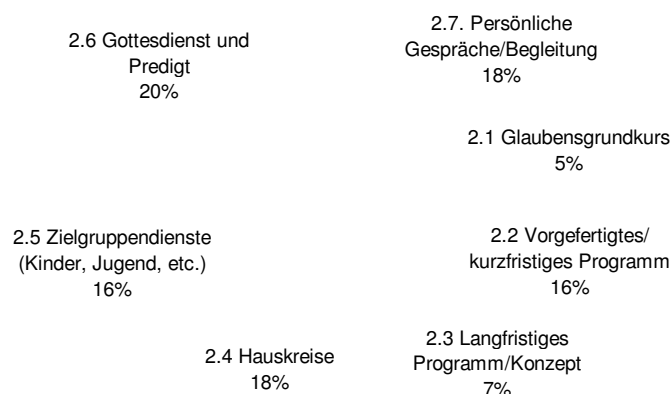 2.6 Gottesdienst und
Predigt
20%
2.7. Persönliche
Gespräche/Begleitung
18%
2.1 Glaubensgrundkurs
5%
2.5 Zielgruppendienste
(Kinder, Jugend, etc.)
16%
2.2 Vorgefertigtes/
kurzfristiges Programm
16%
2.4 Hauskreise
18%
2.3 Langfristiges
Programm/Konzept
7%